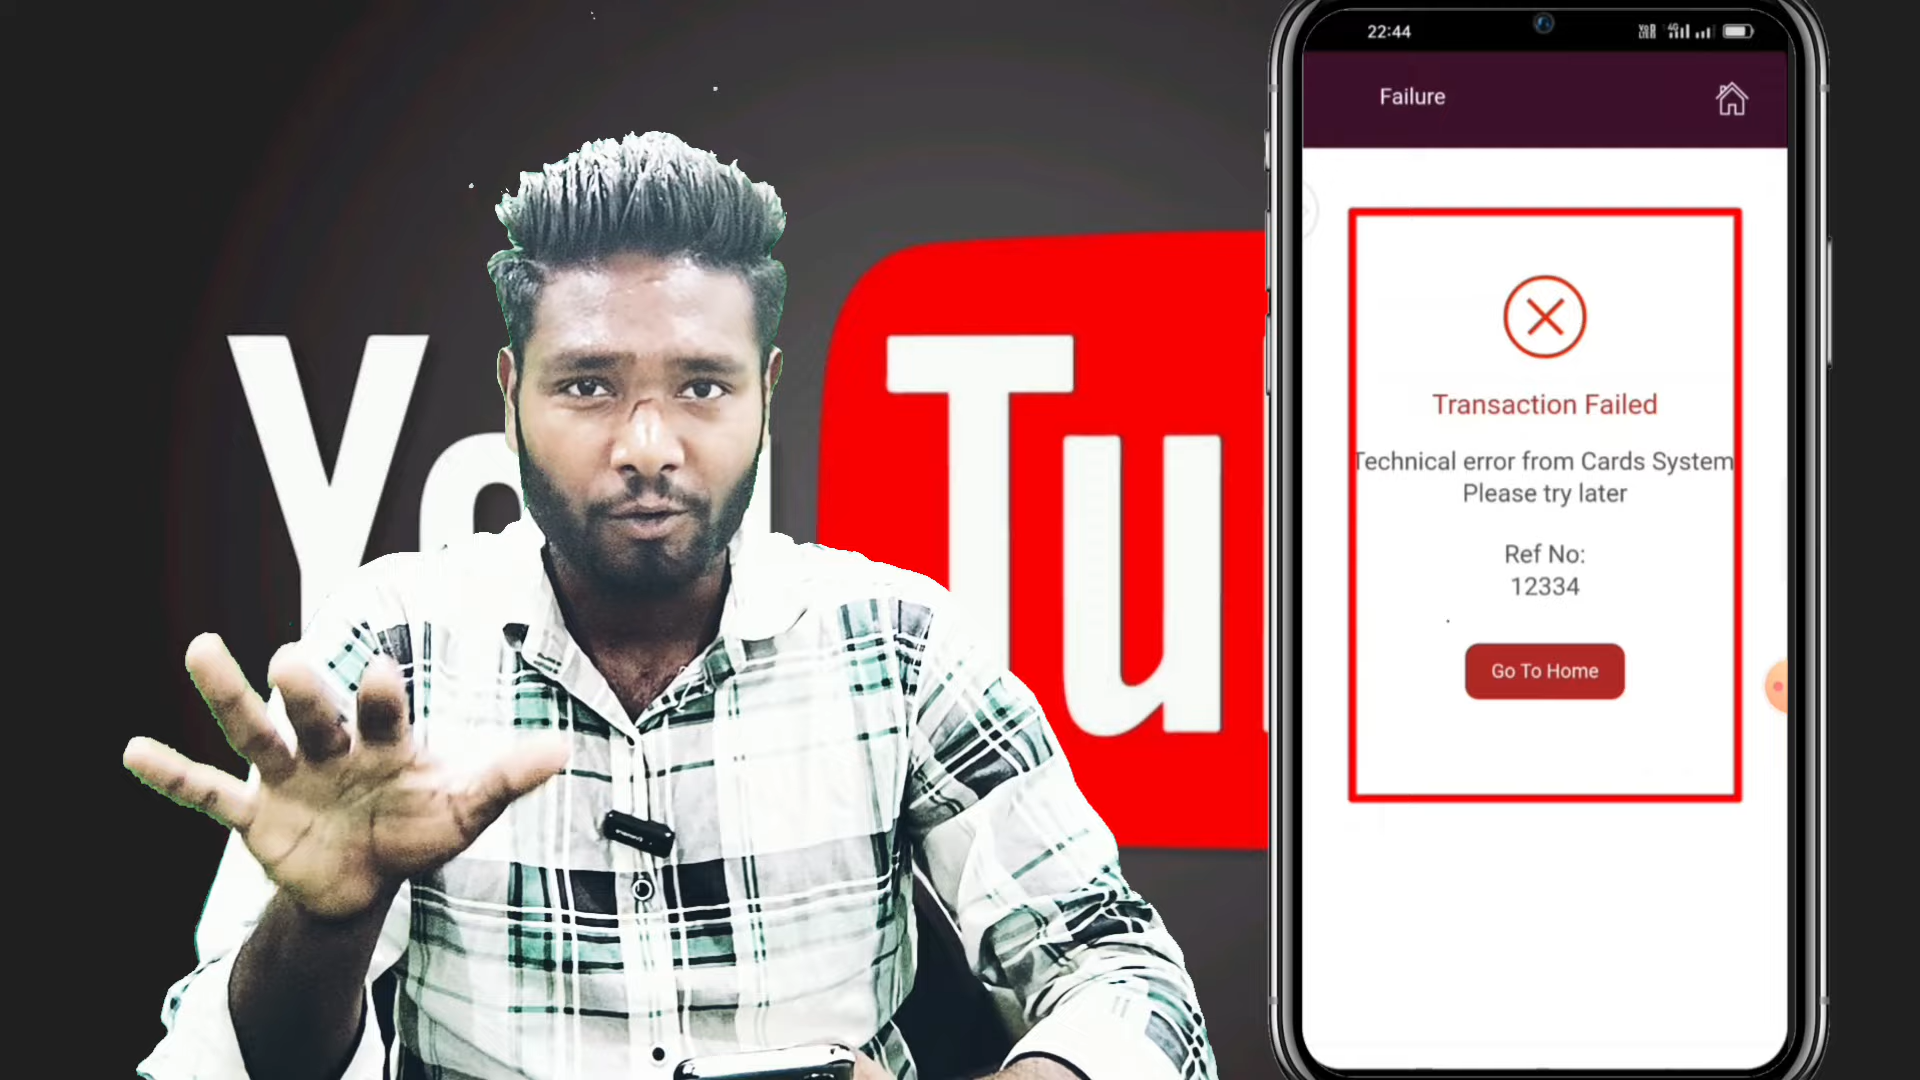 YouTu
22:44
Failure
Transaction Failed
Technical error from Cards System
Please try later
Ref No:
12334
Go To Home